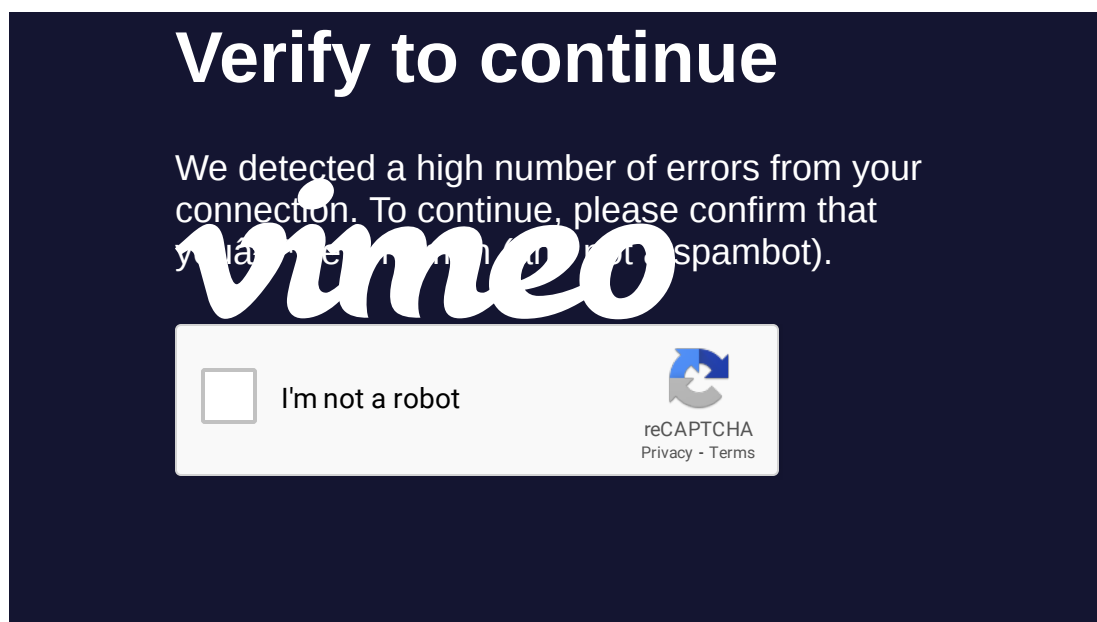 Verify to continue
We detected a high number of errors from your
connection. To continue, please confirm that
not spambot).
vimeo
I'm not a robot
reCAPTCHA
Privacy - Terms